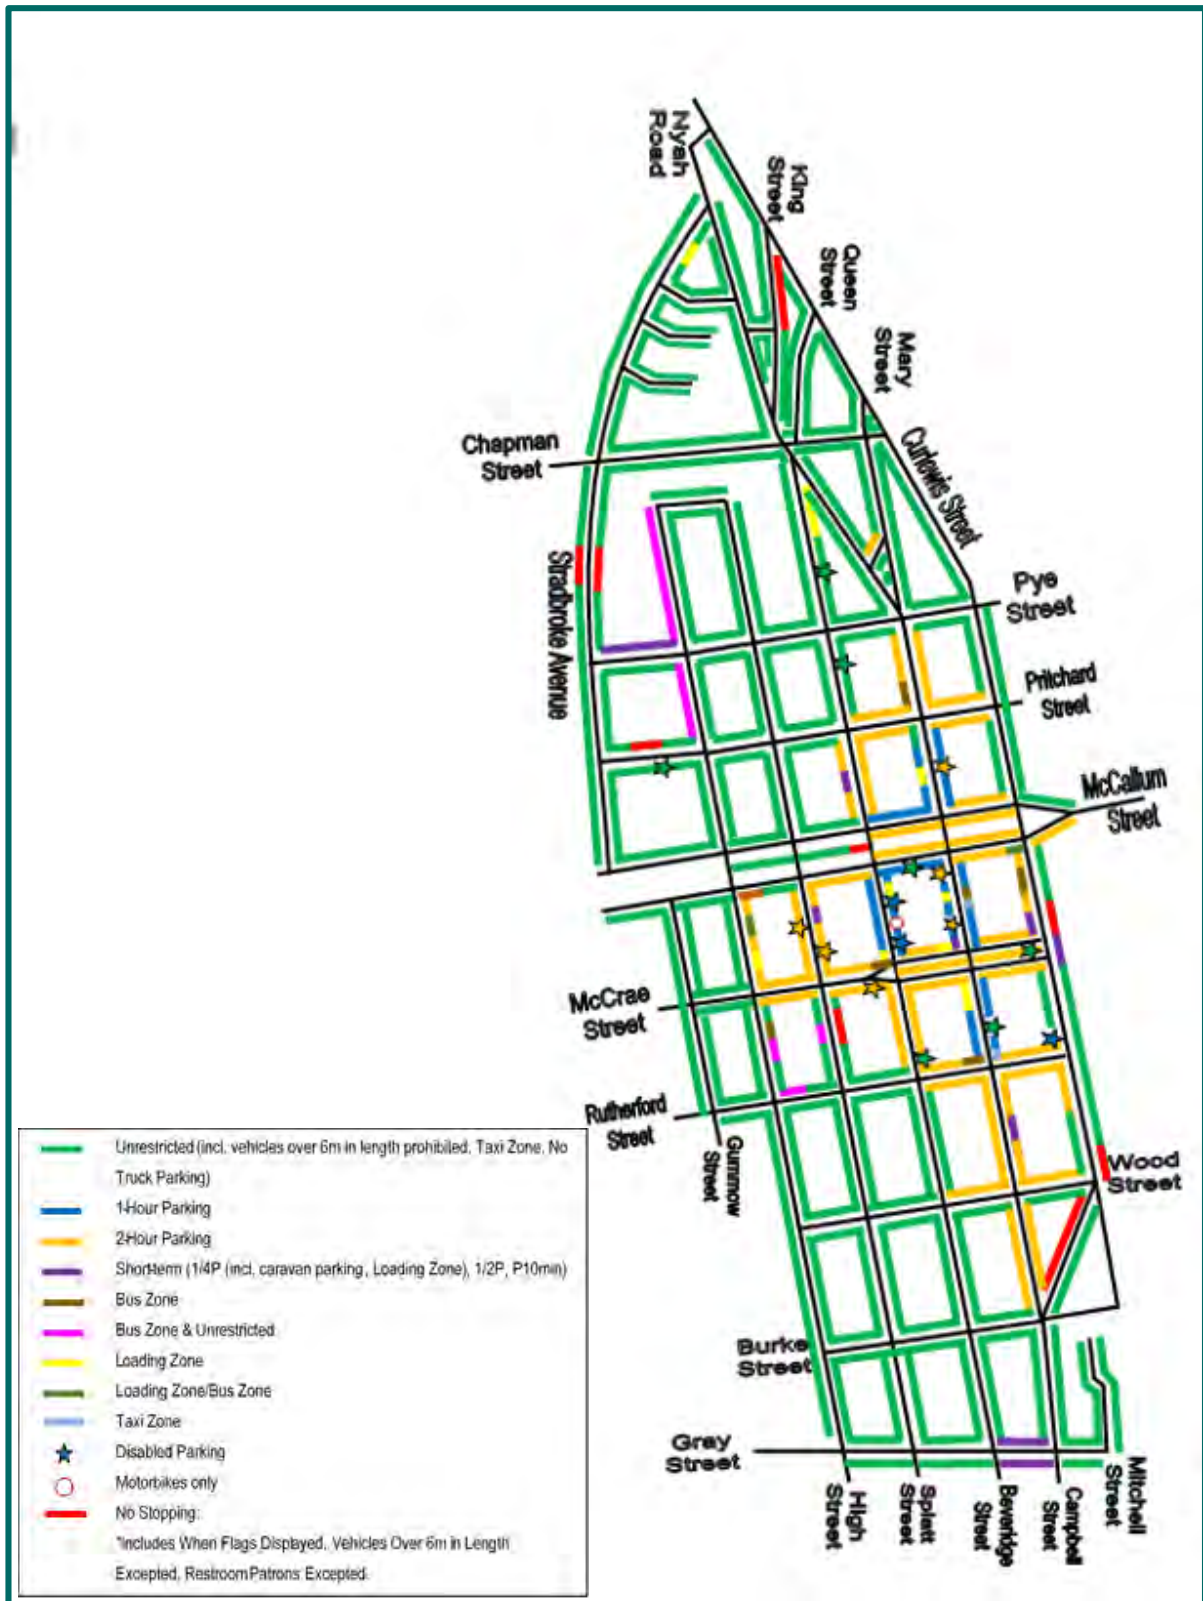 Nyah
Road
King
Street
Queen
Street
Mary
Street
Chapman
Street
Curlewis Street
Stradbroke Avenue
Pye
Street
Pritchard
Street
McCallum
Street
McCrae
Street
Rutherford
Street
Gummow
Street
Wood
Street
Burke
Street
Gray
Street
High
Street
Splatt
Street
Beveridge
Street
Campbell
Street
Mitchell
Street
Unrestricted (incl. vehicles over 6m in length prohibited, Taxi Zone, No
Truck Parking)
1-Hour Parking
2-Hour Parking
Short-term (1/4P (incl. caravan parking, Loading Zone), 1/2P, P10min)
Bus Zone
Bus Zone & Unrestricted
Loading Zone
Loading Zone/Bus Zone
Taxi Zone
Disabled Parking
Motorbikes only
No Stopping:
*Includes When Flags Displayed, Vehicles Over 6m in Length
Excepted, Restroom Patrons Excepted.